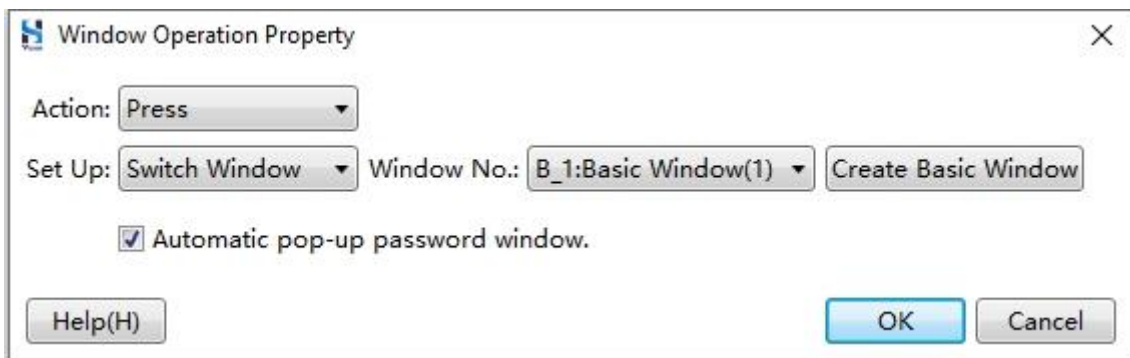 Window Operation Property
Action: Press
Set Up: Switch Window Window No.: B_1:Basic Window(1) Create Basic Window
Automatic pop-up password window.
Help(H) OK Cancel